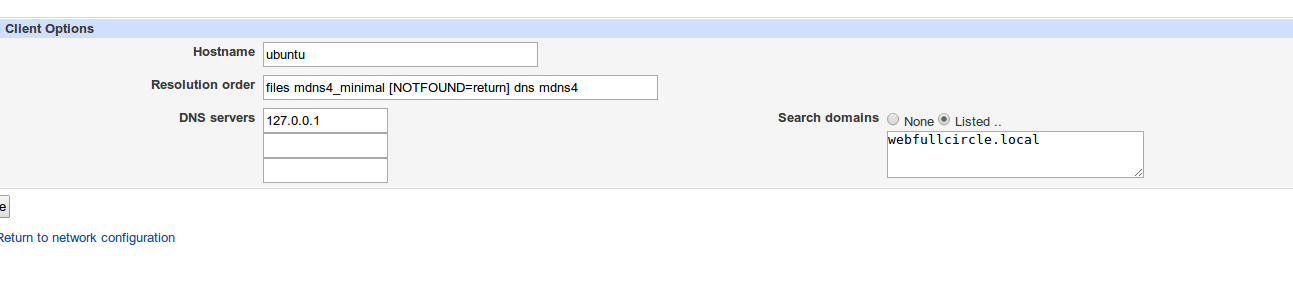 Client Options
Hostname ubuntu
Resolution order files mdns4_minimal [NOTFOUND=return] dns mdns4
DNS servers 127.0.0.1 Search domains None Listed ..
webfullcircle.local
e
Return to network configuration